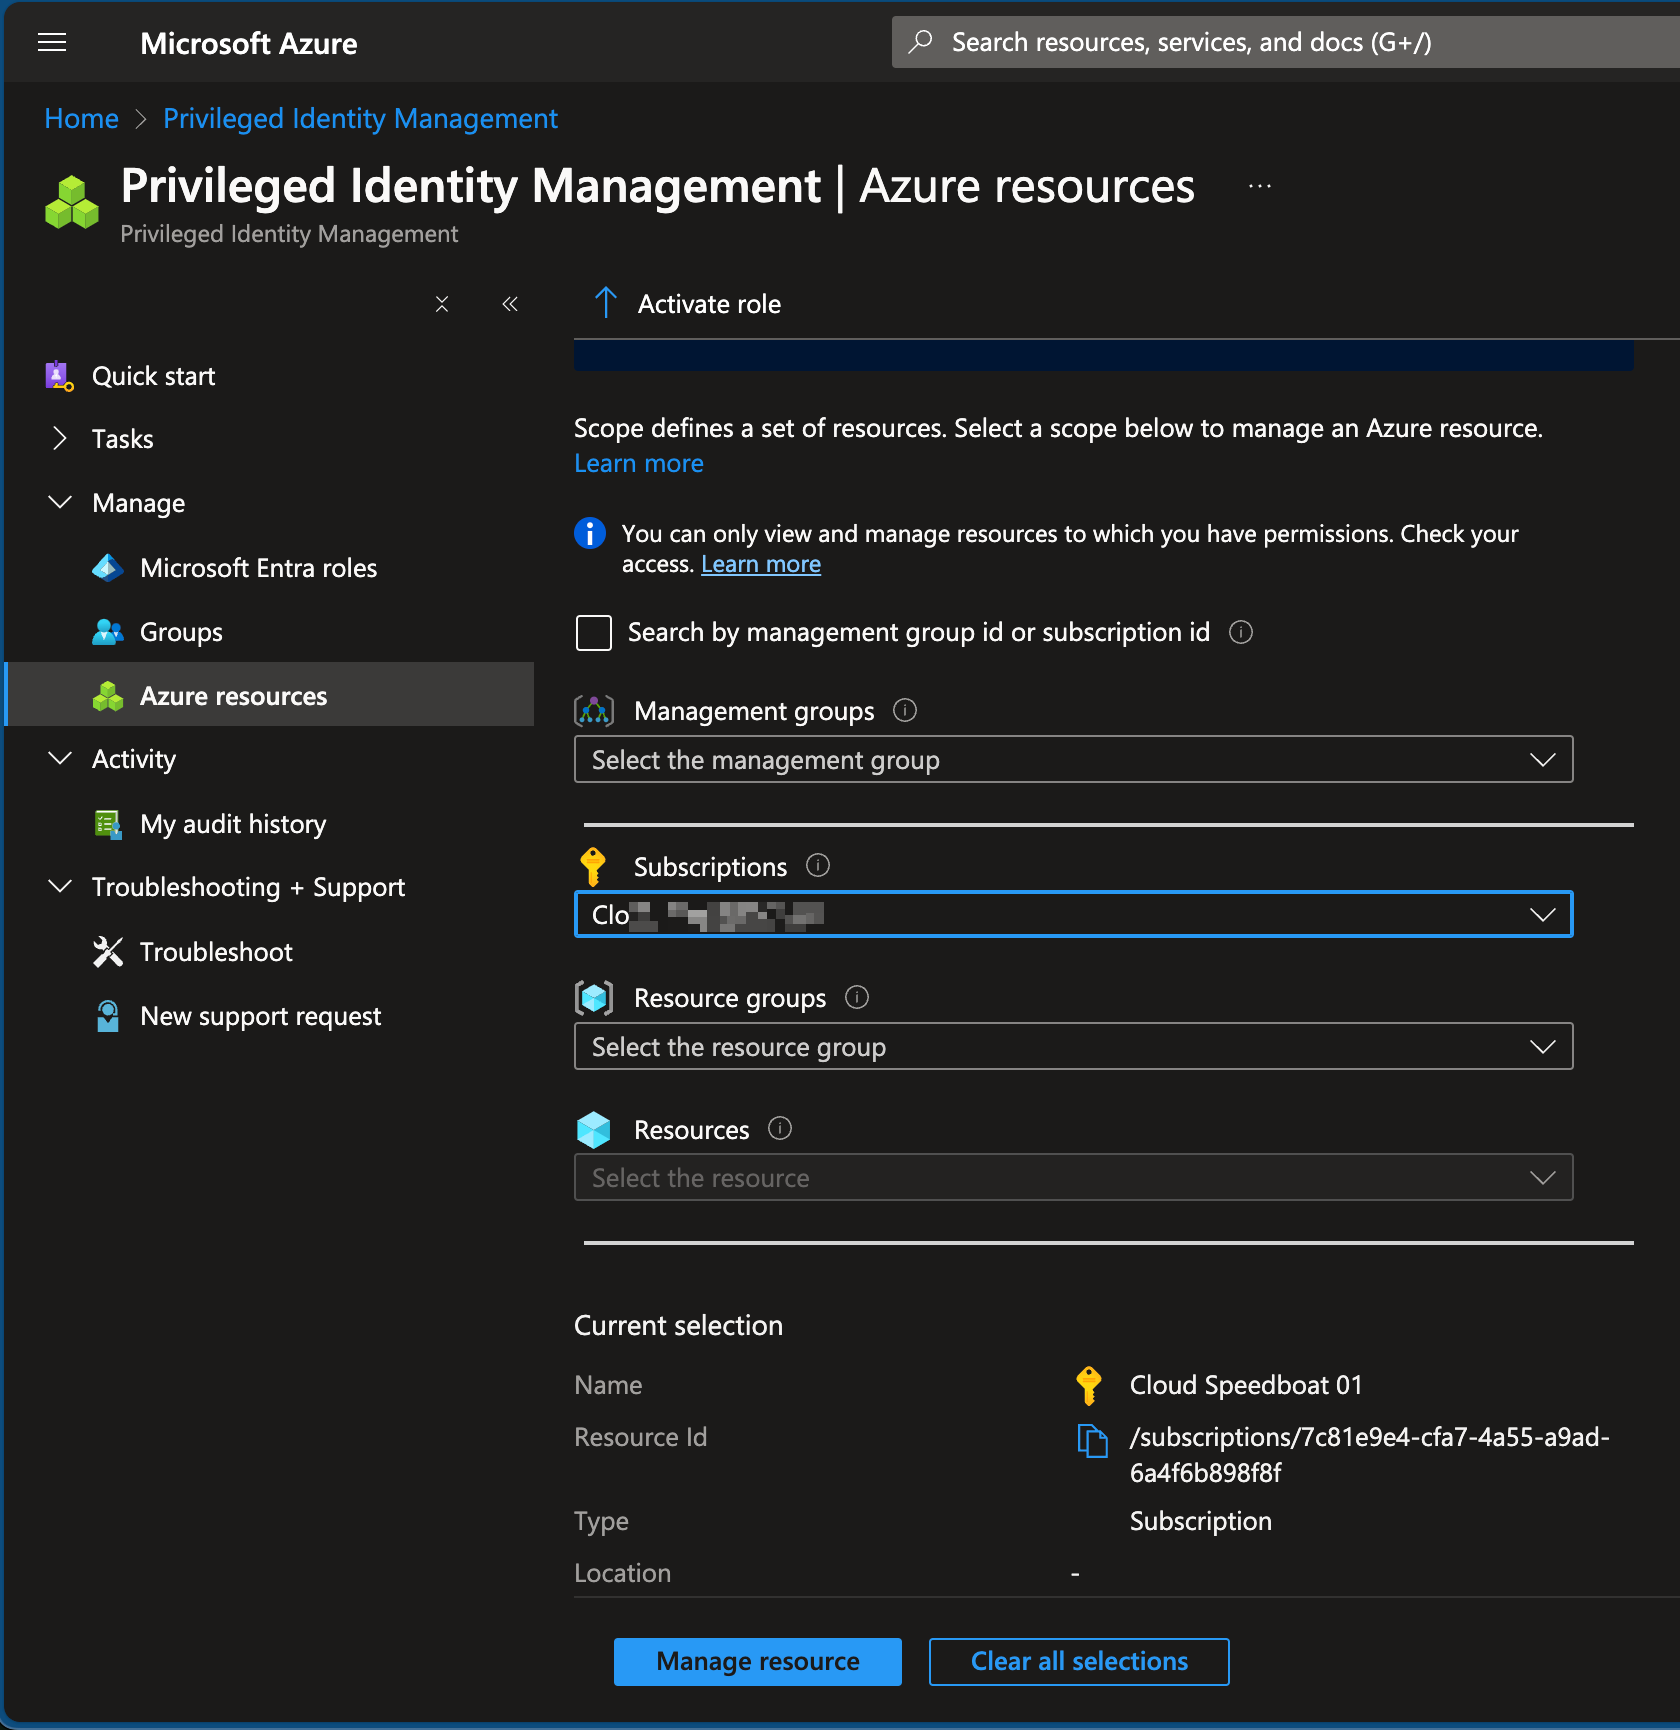 Microsoft Azure
Search resources, services, and docs (G+/)
Home > Privileged Identity Management
Privileged Identity Management | Azure resources ...
Privileged Identity Management
Activate role
Quick start
Tasks
Manage
Microsoft Entra roles
Groups
Azure resources
Activity
My audit history
Troubleshooting + Support
Troubleshoot
New support request
Scope defines a set of resources. Select a scope below to manage an Azure resource.
Learn more
You can only view and manage resources to which you have permissions. Check your
access. Learn more
Search by management group id or subscription id
Management groups
Select the management group
Subscriptions
Clo
Resource groups
Select the resource group
Resources
Select the resource
Current selection
Name Cloud Speedboat 01
Resource Id /subscriptions/7c81e9e4-cfa7-4a55-a9ad-
6a4f6b898f8f
Type Subscription
Location -
Manage resource Clear all selections